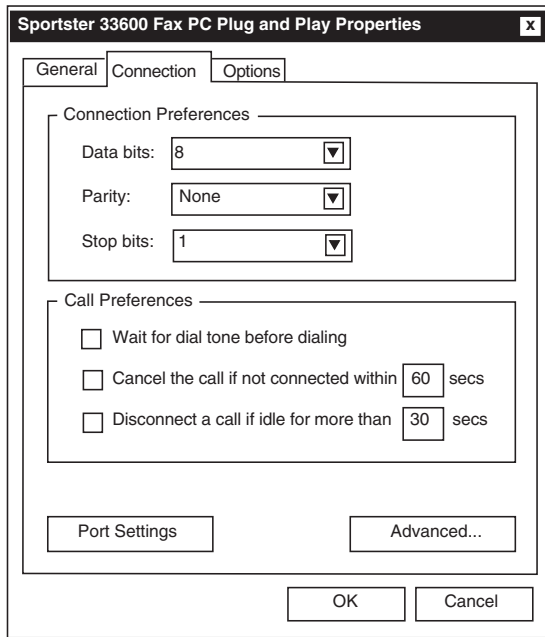 Sportster 33600 Fax PC Plug and Play Properties x
General Connection Options
Connection Preferences
Data bits: 8
Parity: None
Stop bits: 1
Call Preferences
Wait for dial tone before dialing
Cancel the call if not connected within 60 secs
Disconnect a call if idle for more than 30 secs
Port Settings Advanced...
OK Cancel